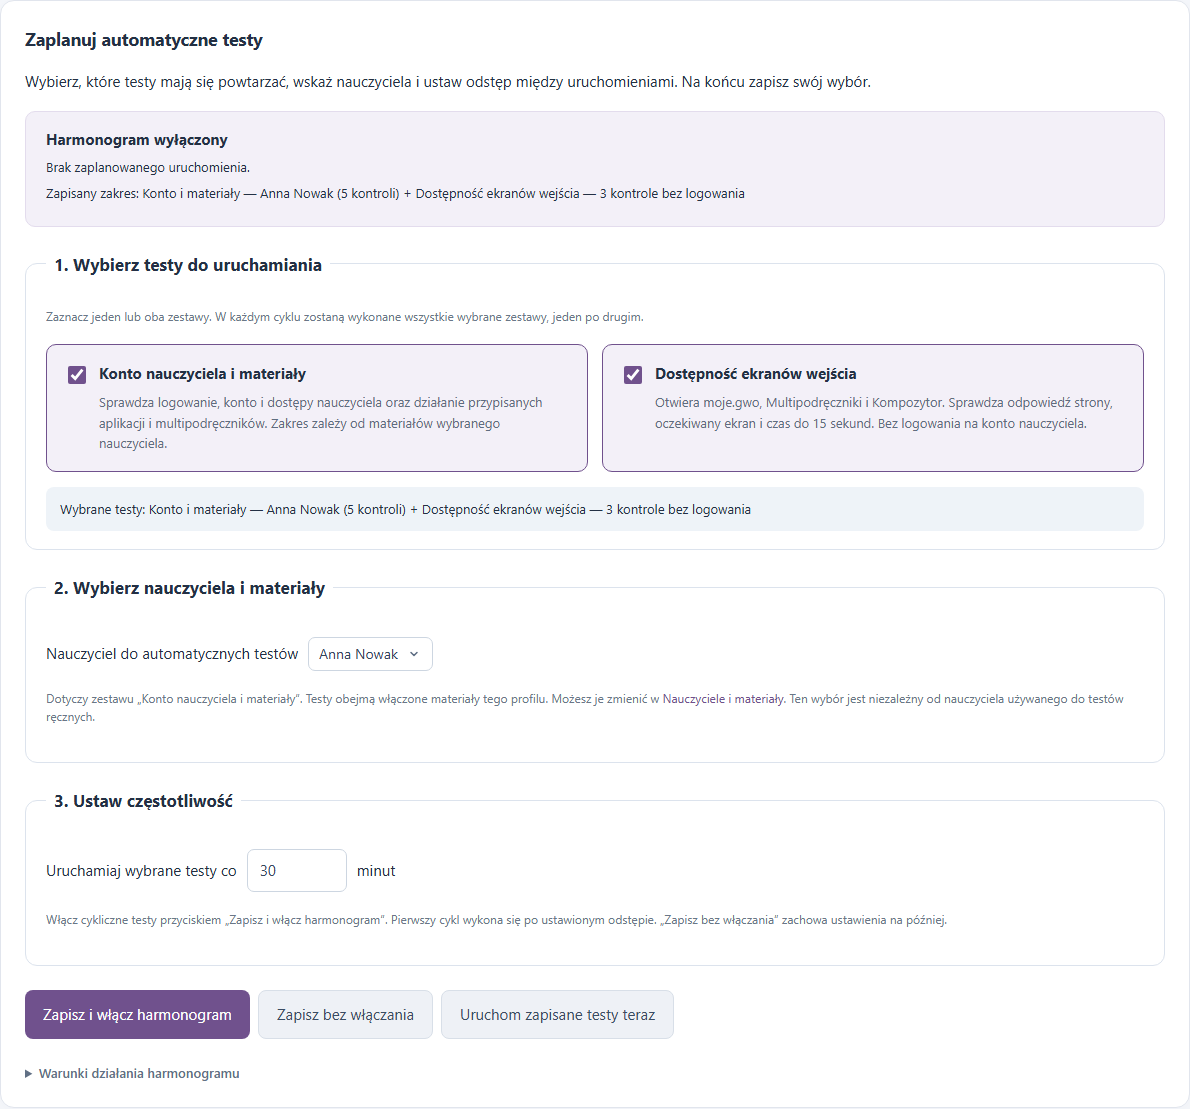 Zaplanuj automatyczne testy
Wybierz, które testy mają się powtarzać, wskaż nauczyciela i ustaw odstęp między uruchomieniami. Na końcu zapisz swój wybór.
Harmonogram wyłączony
Brak zaplanowanego uruchomienia.
Zapisany zakres: Konto i materiały — Anna Nowak (5 kontroli) + Dostępność ekranów wejścia — 3 kontrole bez logowania
1. Wybierz testy do uruchamiania
Zaznacz jeden lub oba zestawy. W każdym cyklu zostaną wykonane wszystkie wybrane zestawy, jeden po drugim.
Konto nauczyciela i materiały
Sprawdza logowanie, konto i dostępy nauczyciela oraz działanie przypisanych
aplikacji i multipodręczników. Zakres zależy od materiałów wybranego
nauczyciela.
Dostępność ekranów wejścia
Otwiera moje.gwo, Multipodręczniki i Kompozytor. Sprawdza odpowiedź strony,
oczekiwany ekran i czas do 15 sekund. Bez logowania na konto nauczyciela.
Wybrane testy: Konto i materiały — Anna Nowak (5 kontroli) + Dostępność ekranów wejścia — 3 kontrole bez logowania
2. Wybierz nauczyciela i materiały
Nauczyciel do automatycznych testów Anna Nowak
Dotyczy zestawu „Konto nauczyciela i materiały”. Testy obejmą włączone materiały tego profilu. Możesz je zmienić w Nauczyciele i materiały. Ten wybór jest niezależny od nauczyciela używanego do testów
ręcznych.
3. Ustaw częstotliwość
Uruchamiaj wybrane testy co 30 minut
Włącz cykliczne testy przyciskiem „Zapisz i włącz harmonogram”. Pierwszy cykl wykona się po ustawionym odstępie. „Zapisz bez włączania” zachowa ustawienia na później.
Zapisz i włącz harmonogram Zapisz bez włączania Uruchom zapisane testy teraz
Warunki działania harmonogramu